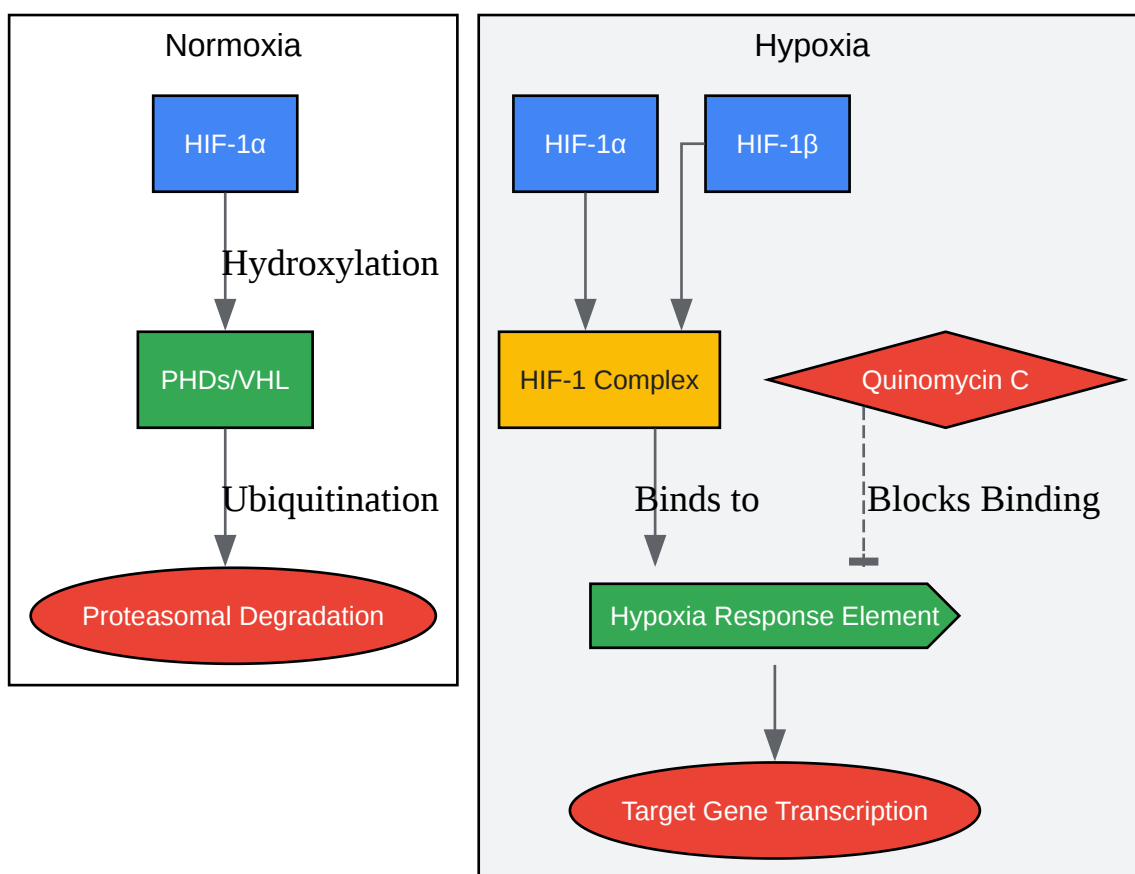 Normoxia
HIF-1α
Hydroxylation
PHDs/VHL
Ubiquitination
Proteasomal Degradation
Hypoxia
HIF-1α
HIF-1β
HIF-1 Complex
Quinomycin C
Binds to
Blocks Binding
Hypoxia Response Element
Target Gene Transcription